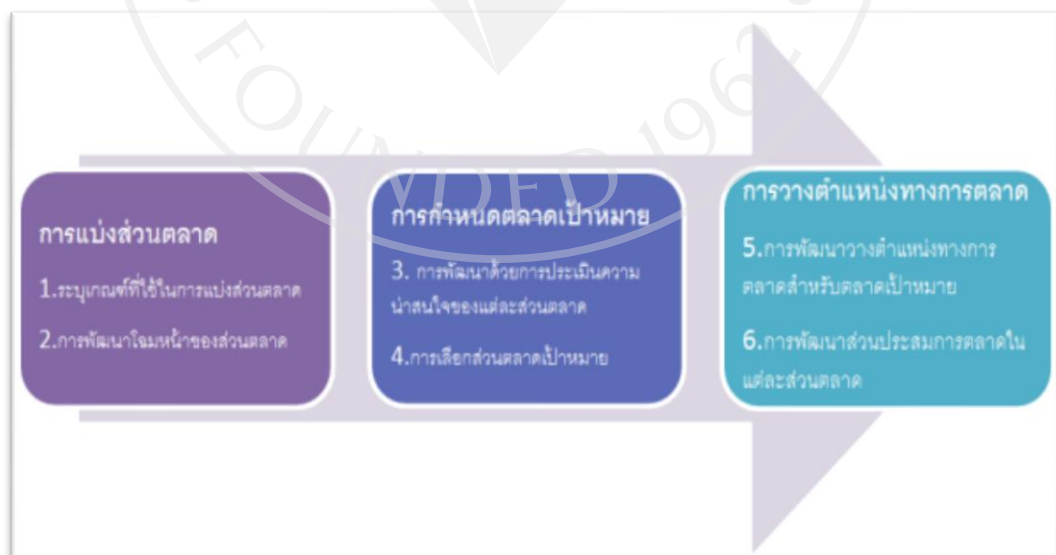 FOUNDED 1962
การแบ่งส่วนตลาด
1.ระบุเกณฑ์ที่ใช้ในการแบ่งส่วนตลาด
2.การพัฒนาโฉมหน้าของส่วนตลาด
การกำหนดตลาดเป้าหมาย
3. การพัฒนาด้วยการประเมินความ
น่าสนใจของแต่ละส่วนตลาด
4.การเลือกส่วนตลาดเป้าหมาย
การวางตำแหน่งทางการตลาด
5.การพัฒนาวางตำแหน่งทางการ
ตลาดสำหรับตลาดเป้าหมาย
6.การพัฒนาส่วนประสมการตลาดใน
แต่ละส่วนตลาด